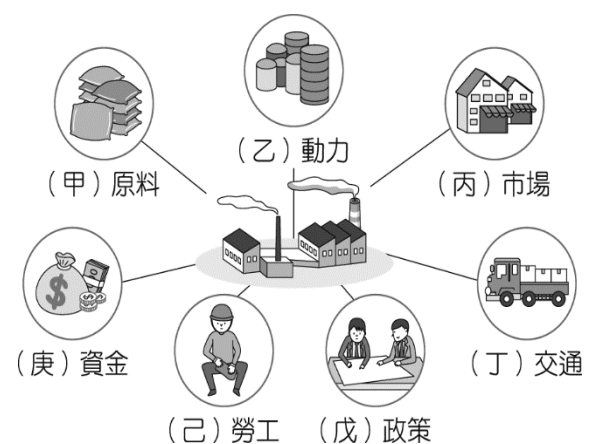 （乙）動力
（甲）原料
（丙）市場
（庚）資金
（丁）交通
（己）勞工
（戊）政策